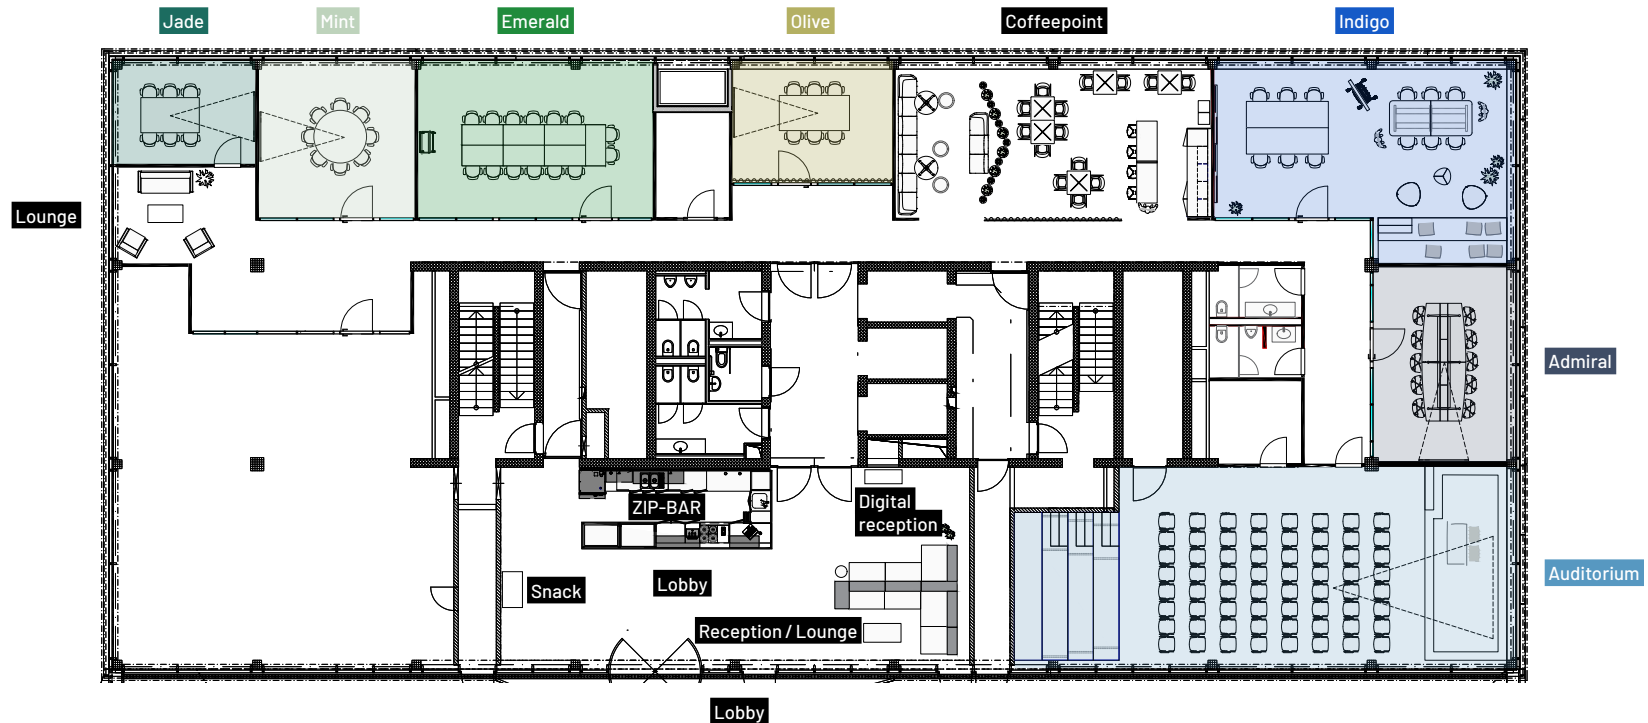 Jade
Mint
Emerald
Olive
Coffeepoint
Indigo
Lounge
Admiral
ZIP-BAR
Digital
reception
Auditorium
Snack
Lobby
Reception / Lounge
Lobby